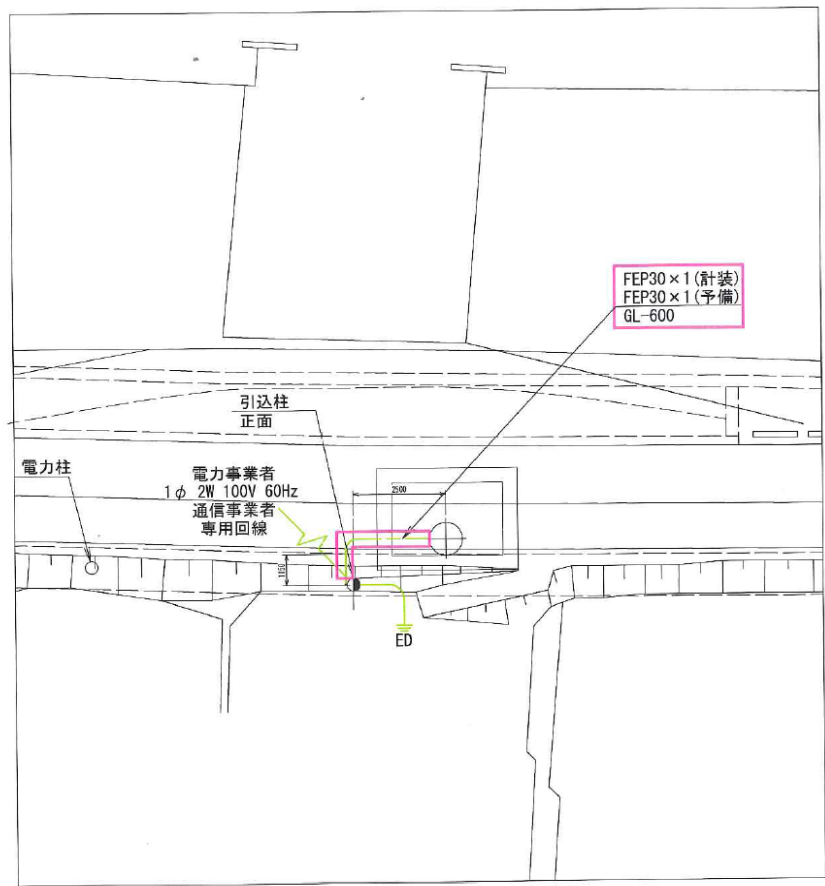 FEP30×1(計装)
FEP30×1(予備)
GL-600
引込柱
正面
電力柱
電力事業者
1φ 2W 100V 60Hz
通信事業者
専用回線
2500
1150
ED